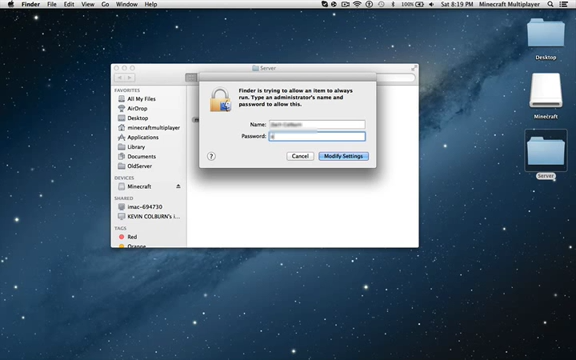 Finder File Edit View Go Window Help
100% Sat 8:19 PM Minecraft Multiplayer
Desktop
Minecraft
Server
Server
FAVORITES
All My Files
AirDrop
Desktop
minecraftmultiplayer
Applications
Library
Documents
OldServer
DEVICES
Minecraft
SHARED
imac-694730
KEVIN COLBURN's i...
TAGS
Red
Orange
Finder is trying to allow an item to always
run. Type an administrator's name and
password to allow this.
Name:
Password:
? Cancel Modify Settings